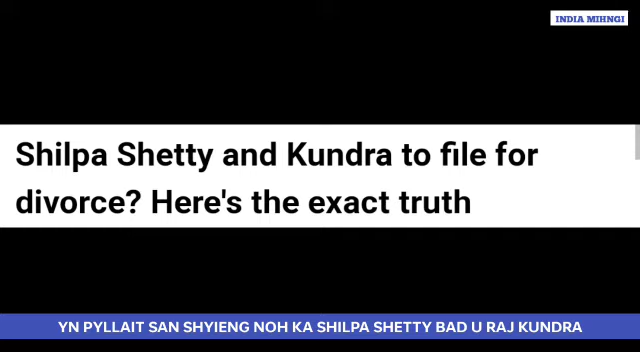 INDIA MIHNGI
Shilpa Shetty and Kundra to file for
divorce? Here's the exact truth
YN PYLLAIT SAN SHYIENG NOH KA SHILPA SHETTY BAD U RAJ KUNDRA